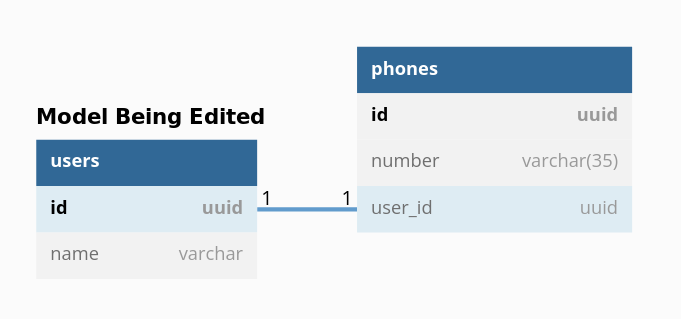 Model Being Edited
users
id uuid
name varchar
1 1
phones
id uuid
number varchar(35)
user_id uuid